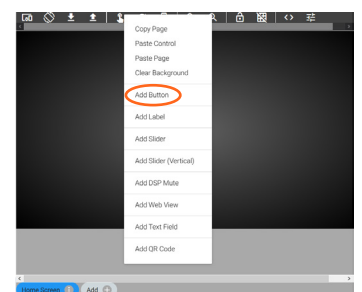 Copy Page
Paste Control
Paste Page
Clear Background
Add Button
Add Label
Add Slider
Add Slider (Vertical)
Add DSP Mute
Add Web View
Add Text Field
Add QR Code
Home Screen
Add